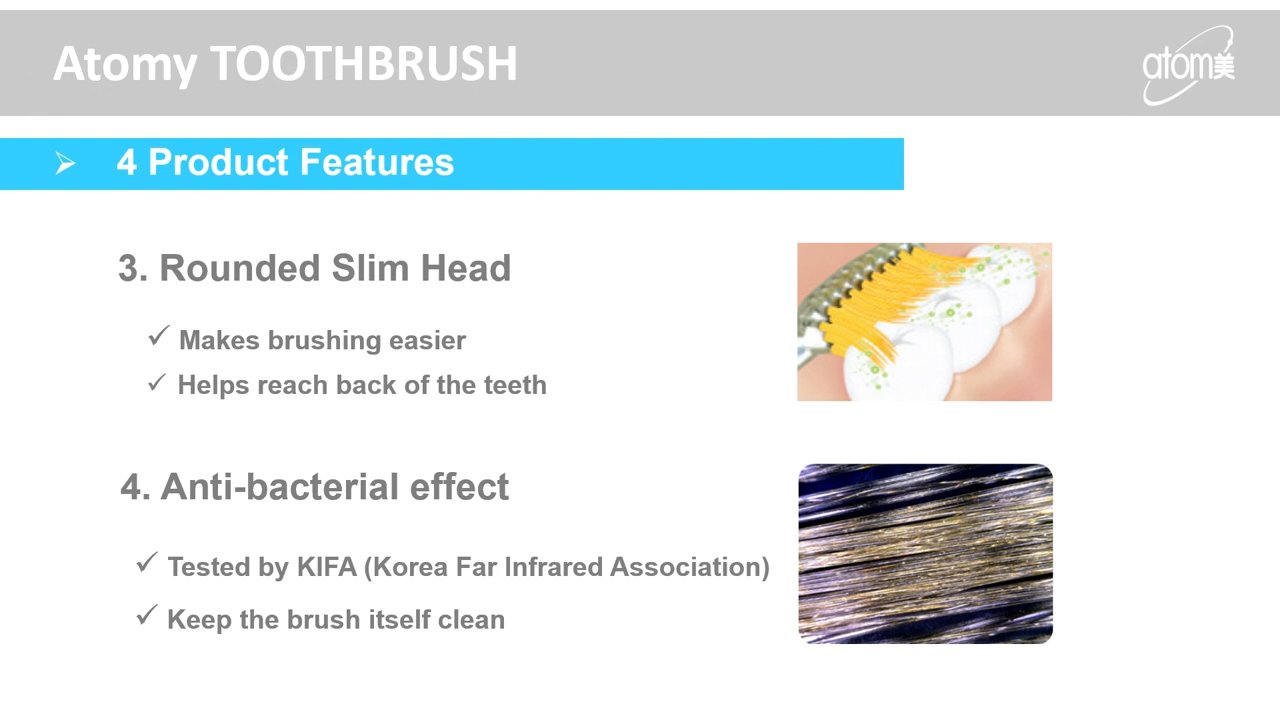 Atomy TOOTHBRUSH
atom美
4 Product Features
3. Rounded Slim Head
Makes brushing easier
Helps reach back of the teeth
4. Anti-bacterial effect
Tested by KIFA (Korea Far Infrared Association)
Keep the brush itself clean